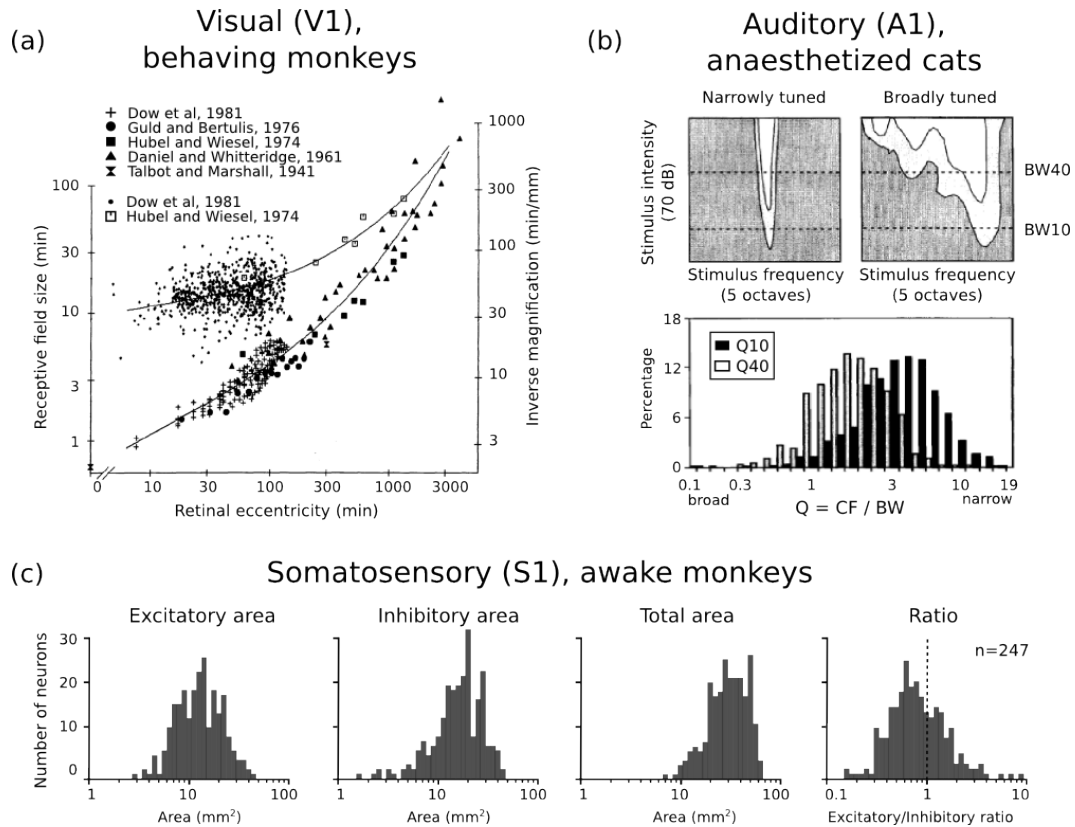 (a)
Visual (V1),
behaving monkeys
+ Dow et al, 1981
● Guld and Bertulis, 1976
■ Hubel and Wiesel, 1974
▲ Daniel and Whitteridge, 1961
⧗ Talbot and Marshall, 1941
• Dow et al, 1981
⊡ Hubel and Wiesel, 1974
Receptive field size (min)
100
30
10
3
1
Inverse magnification (min/mm)
1000
300
100
30
10
3
0 10 30 100 300 1000 3000
Retinal eccentricity (min)
(b)
Auditory (A1),
anaesthetized cats
Narrowly tuned
Broadly tuned
Stimulus intensity
(70 dB)
BW40
BW10
Stimulus frequency
(5 octaves)
Stimulus frequency
(5 octaves)
Percentage
18
12
6
0
Q10
Q40
0.1 0.3 1 3 10 19
broad
narrow
Q = CF / BW
(c)
Somatosensory (S1), awake monkeys
Excitatory area
Inhibitory area
Total area
Ratio
n=247
Number of neurons
30
20
10
0
1 10 100
Area (mm²)
1 10 100
Area (mm²)
1 10 100
Area (mm²)
0.1 1 10
Excitatory/Inhibitory ratio